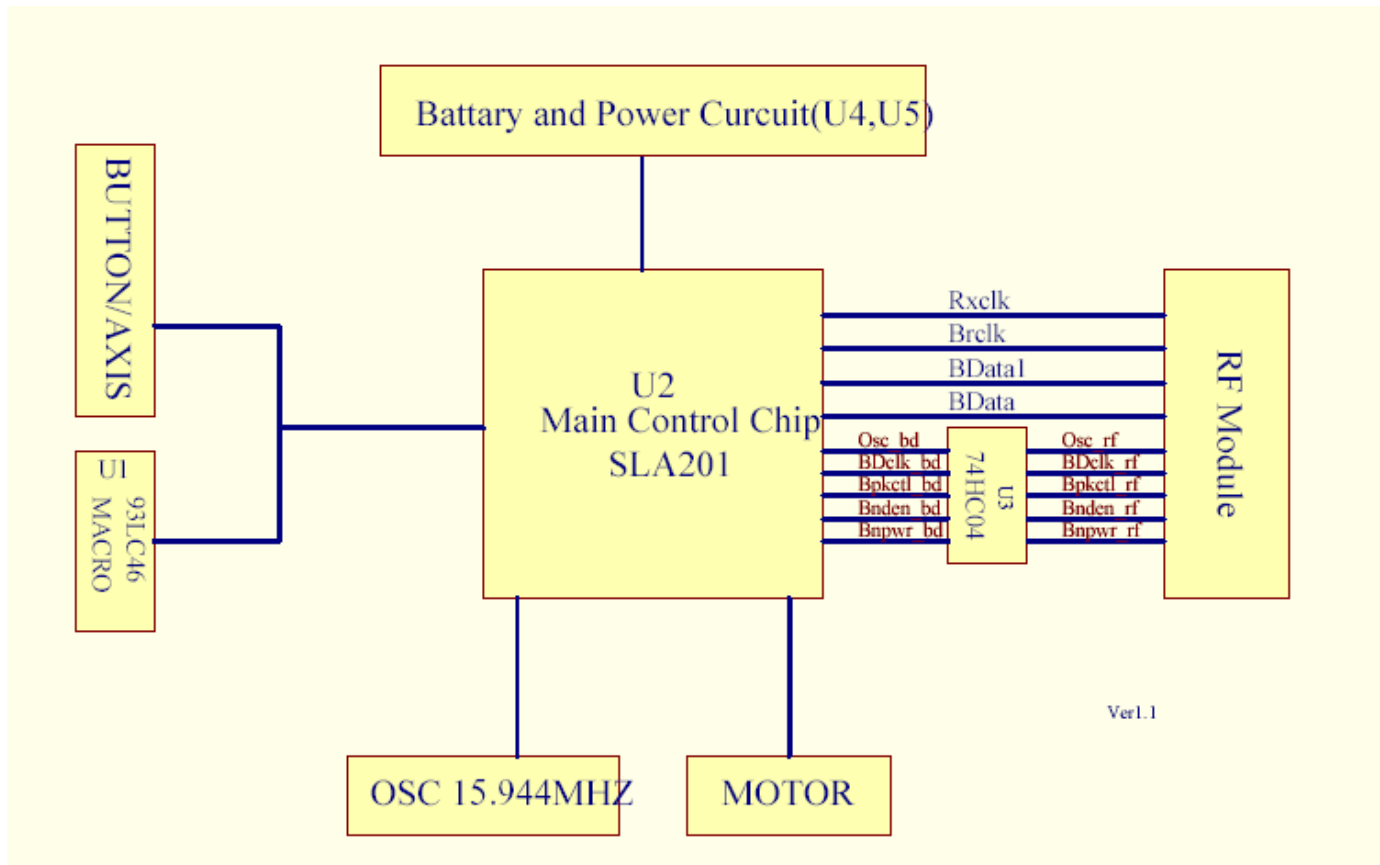 Battary and Power Curcuit(U4,U5)
BUTTON/AXIS
U1
93LC46
MACRO
U2
Main Control Chip
SLA201
Rxclk
Brclk
BData1
BData
Osc_bd
BDclk_bd
Bpkctl_bd
Bnden_bd
Bnpwr_bd
U3
74HC04
Osc_rf
BDclk_rf
Bpkctl_rf
Bnden_rf
Bnpwr_rf
RF Module
OSC 15.944MHZ
MOTOR
Ver1.1